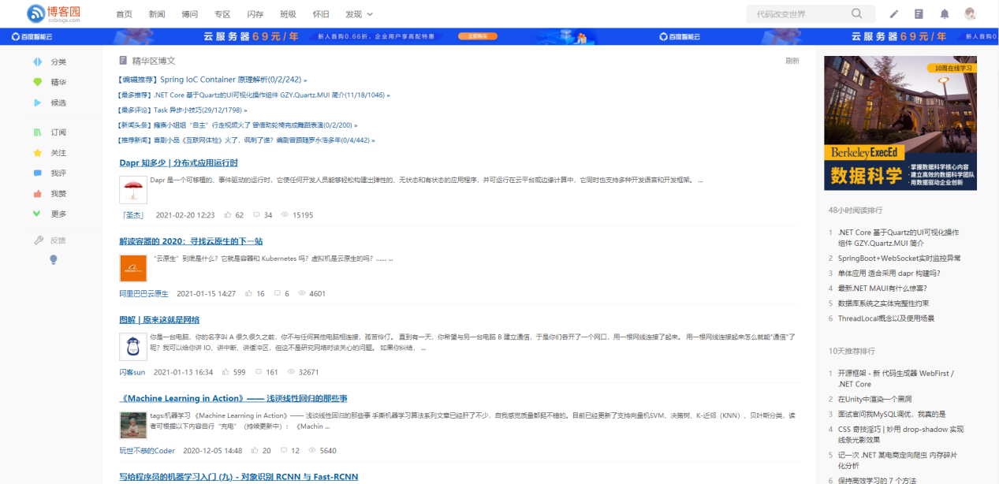 博客园
cnblogs.com
首页 新闻 博问 专区 闪存 班级 怀旧 发现
代码改变世界
百度智能云 云服务器69元/年 新人首购0.66折，企业用户享高配特惠 立即购买 百度智能云 云服务器69元/年 新人首购0.
分类
精华
候选
订阅
关注
我评
我赞
更多
反馈
精华区博文 刷新
【编辑推荐】Spring IoC Container 原理解析(0/2/242) »
【最多推荐】.NET Core 基于Quartz的UI可视化操作组件 GZY.Quartz.MUI 简介(11/18/1046) »
【最多评论】Task 异步小技巧(29/12/1798) »
【新闻头条】瘫痪小姐姐“自主”行走视频火了 曾借助轮椅完成舞蹈表演(0/2/200) »
【推荐新闻】喜剧小品《互联网体检》火了，讽刺了谁？编剧曾跟随罗永浩多年(0/4/442) »
Dapr 知多少 | 分布式应用运行时
Dapr 是一个可移植的、事件驱动的运行时，它使任何开发人员能够轻松构建出弹性的、无状态和有状态的应用程序，并可运行在云平台或边缘计算中，它同时也支持多种开发语言和开发框架。 ...
「圣杰」 2021-02-20 12:23 62 34 15195
解读容器的 2020：寻找云原生的下一站
“云原生”到底是什么？它就是容器和 Kubernetes 吗？虚拟机是云原生的吗？...... ...
阿里巴巴云原生 2021-01-15 14:27 16 6 4601
图解 | 原来这就是网络
你是一台电脑，你的名字叫 A 很久很久之前，你不与任何其他电脑相连接，孤苦伶仃。 直到有一天，你希望与另一台电脑 B 建立通信，于是你们各开了一个网口，用一根网线连接了起来。 用一根网线连接起来怎么就能"通信"了
呢？我可以给你讲 IO、讲中断、讲缓冲区，但这不是研究网络时该关心的问题。 如果你纠结， ...
闪客sun 2021-01-13 16:34 599 161 32671
《Machine Learning in Action》—— 浅谈线性回归的那些事
tags:机器学习 《Machine Learning in Action》—— 浅谈线性回归的那些事 手撕机器学习算法系列文章已经肝了不少，自我感觉质量都挺不错的。目前已经更新了支持向量机SVM、决策树、K-近邻（KNN）、贝叶斯分类，读
者可根据以下内容自行“充电”（持续更新中）： 《Machin ...
玩世不恭的Coder 2020-12-05 14:48 20 12 5640
写给程序员的机器学习入门 (九) - 对象识别 RCNN 与 Fast-RCNN
10周在线学习
Berkeley ExecEd
数据科学
·掌握数据科学核心内容
·建立高效的数据科学团队
·用数据驱动企业创新
48小时阅读排行
1 .NET Core 基于Quartz的UI可视化操作
组件 GZY.Quartz.MUI 简介
2 SpringBoot+WebSocket实时监控异常
3 单体应用 适合采用 dapr 构建吗?
4 最新.NET MAUI有什么惊喜?
5 数据库系统之实体完整性约束
6 ThreadLocal概念以及使用场景
10天推荐排行
1 开源框架 - 新 代码生成器 WebFirst /
.NET Core
2 在Unity中渲染一个黑洞
3 面试官问我MySQL调优，我真的是
4 CSS 奇技淫巧 | 妙用 drop-shadow 实现
线条光影效果
5 记一次 .NET 某电商定向爬虫 内存碎片
化分析
6 保持高效学习的 7 个方法